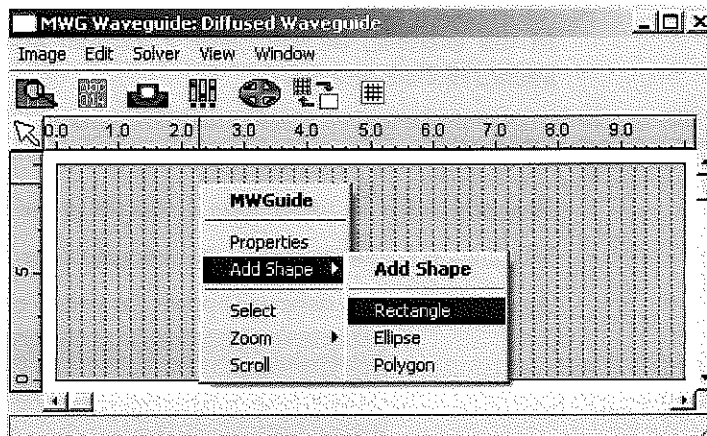 MWG Waveguide: Diffused Waveguide
Image Edit Solver View Window
0.0 1.0 2.0 3.0 4.0 5.0 6.0 7.0 8.0 9.0
MWGuide
Properties
Add Shape
Select
Zoom
Scroll
Add Shape
Rectangle
Ellipse
Polygon
5
0